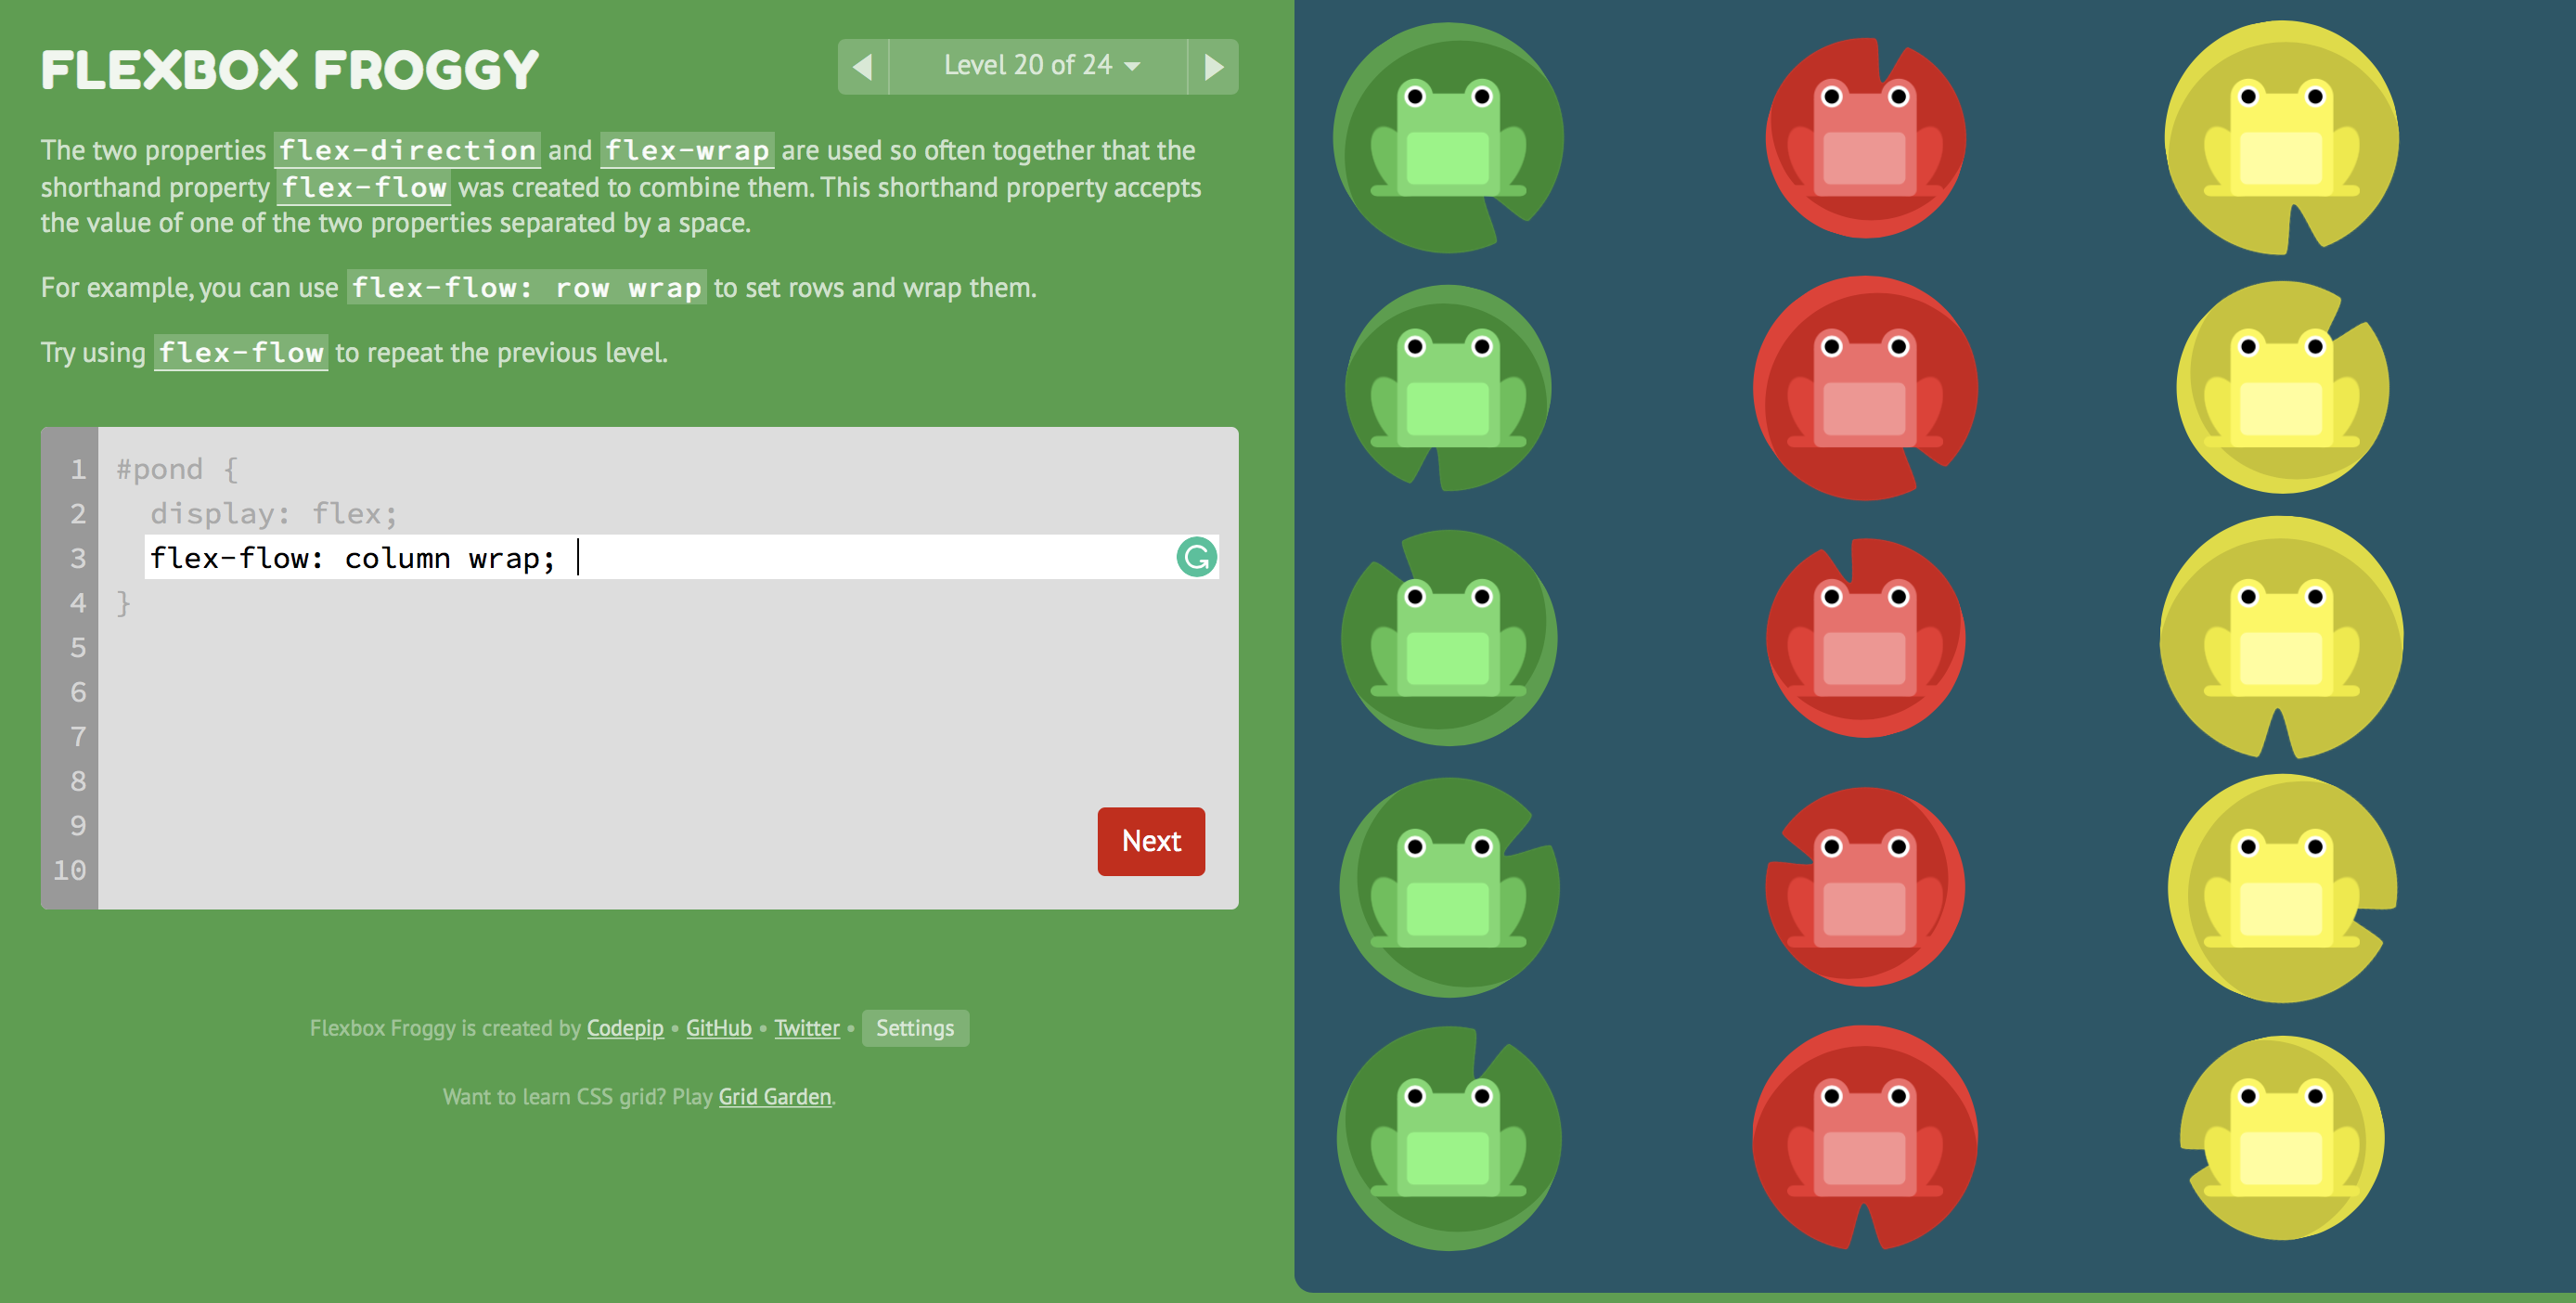 FLEXBOX FROGGY
Level 20 of 24
The two properties flex-direction and flex-wrap are used so often together that the
shorthand property flex-flow was created to combine them. This shorthand property accepts
the value of one of the two properties separated by a space.
For example, you can use flex-flow: row wrap to set rows and wrap them.
Try using flex-flow to repeat the previous level.
1 #pond {
2 display: flex;
3 flex-flow: column wrap;
4 }
5
6
7
8
9
10
Next
Flexbox Froggy is created by Codepip • GitHub • Twitter • Settings
Want to learn CSS grid? Play Grid Garden.